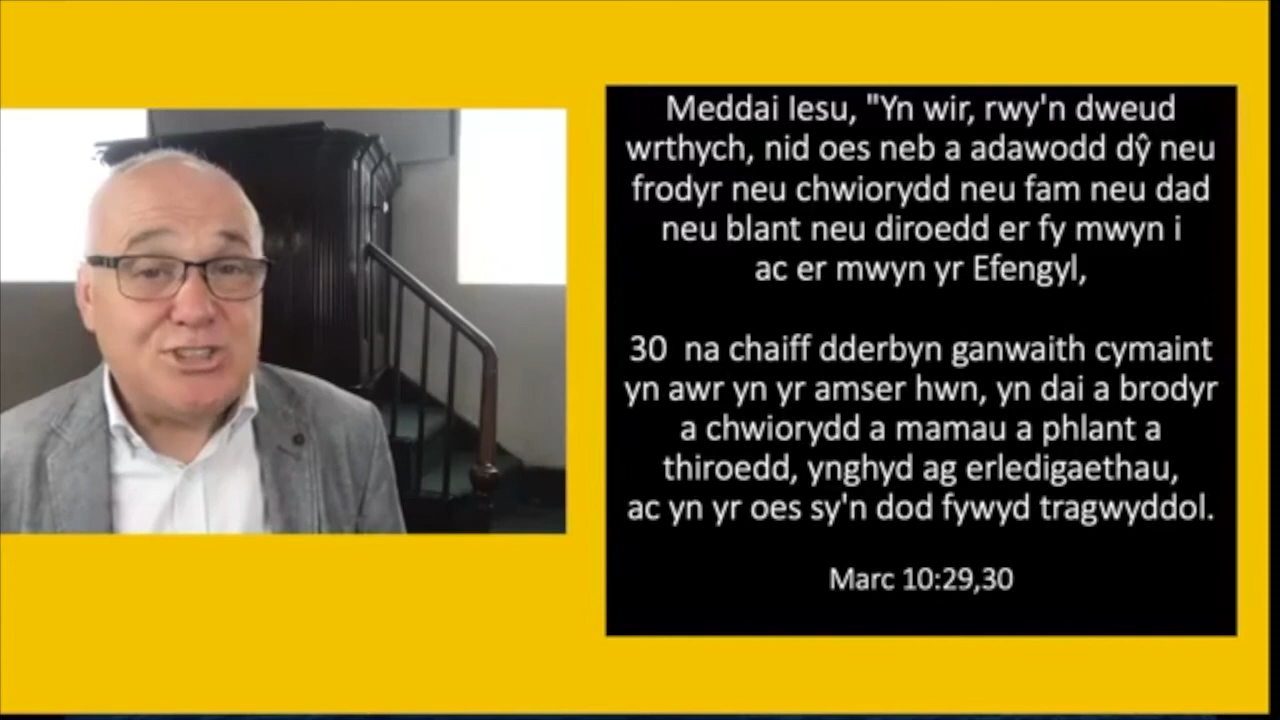 Meddai Iesu, "Yn wir, rwy'n dweud
wrthych, nid oes neb a adawodd dŷ neu
frodyr neu chwiorydd neu fam neu dad
neu blant neu diroedd er fy mwyn i
ac er mwyn yr Efengyl,
30  na chaiff dderbyn ganwaith cymaint
yn awr yn yr amser hwn, yn dai a brodyr
a chwiorydd a mamau a phlant a
thiroedd, ynghyd ag erledigaethau,
ac yn yr oes sy'n dod fywyd tragwyddol.
Marc 10:29,30